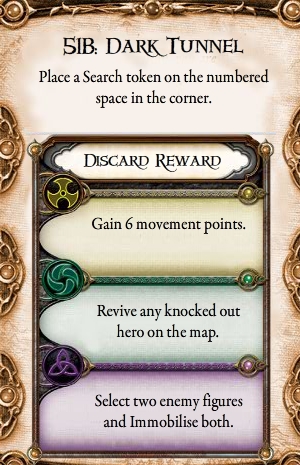 51B: Dark Tunnel
Place a Search token on the numbered
space in the corner.
Discard Reward
Gain 6 movement points.
Revive any knocked out
hero on the map.
Select two enemy figures
and Immobilise both.